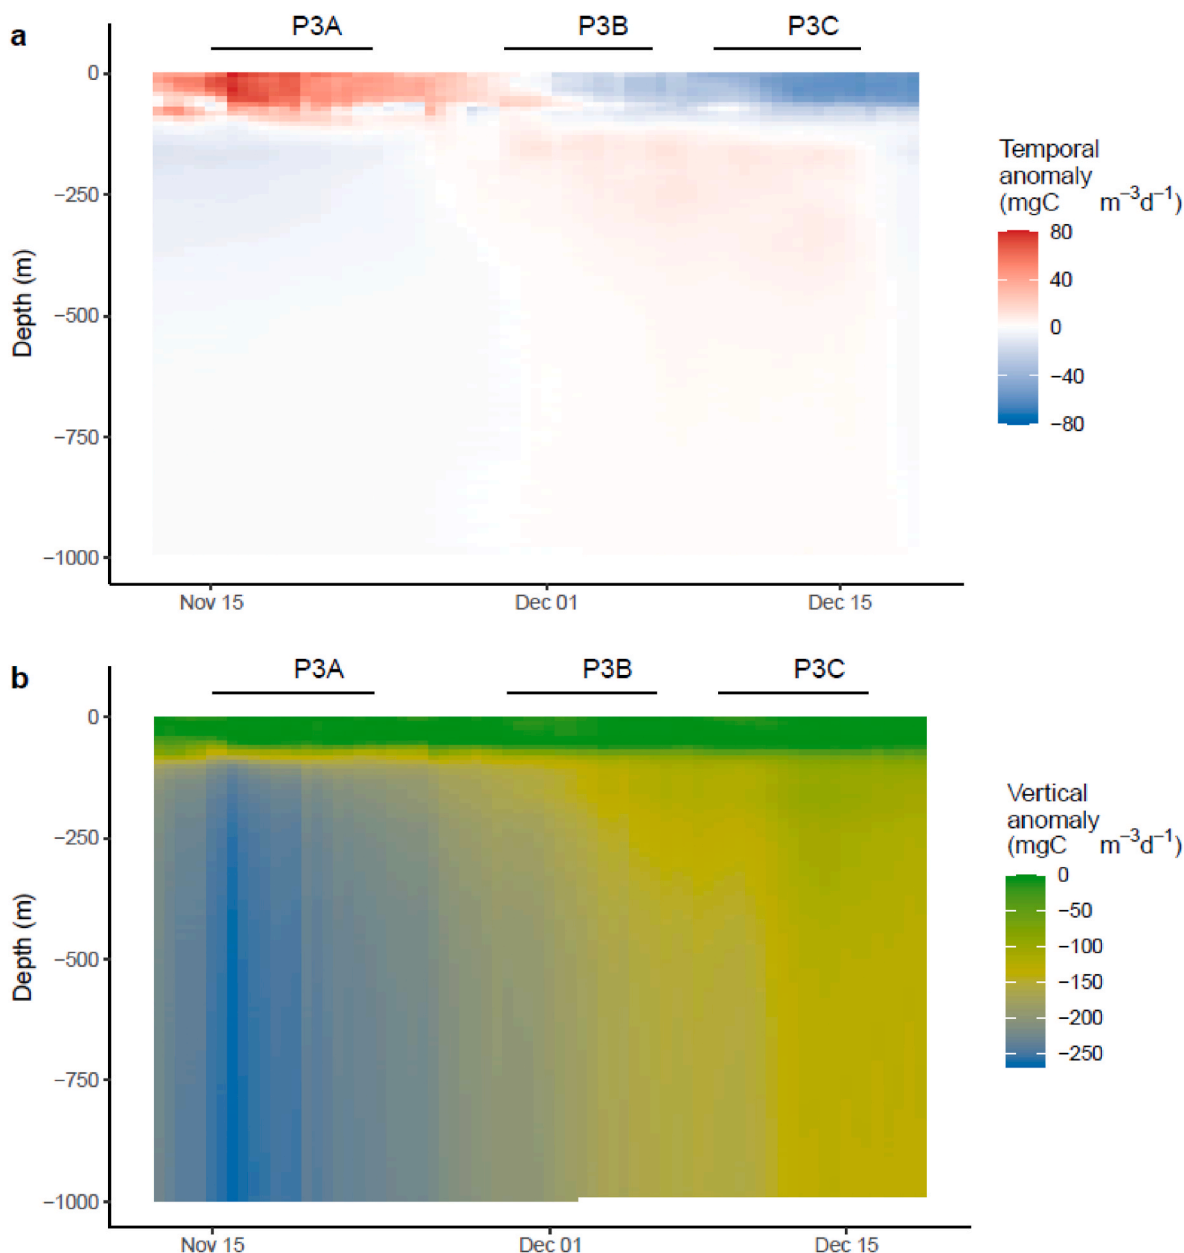 a
P3A P3B P3C
0
−250
−500
−750
−1000
Depth (m)
Nov 15 Dec 01 Dec 15
Temporal
anomaly
(mgC m⁻³d⁻¹)
80
40
0
−40
−80
b
P3A P3B P3C
0
−250
−500
−750
−1000
Depth (m)
Nov 15 Dec 01 Dec 15
Vertical
anomaly
(mgC m⁻³d⁻¹)
0
−50
−100
−150
−200
−250